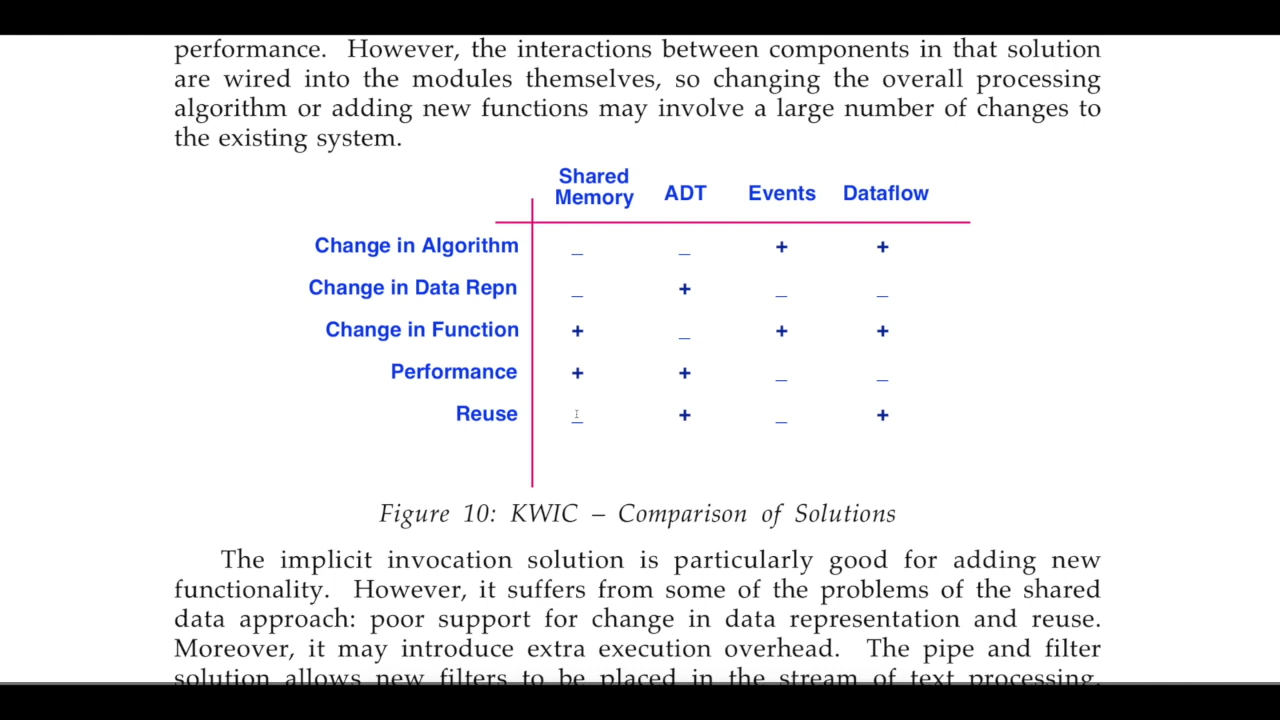 performance. However, the interactions between components in that solution
are wired into the modules themselves, so changing the overall processing
algorithm or adding new functions may involve a large number of changes to
the existing system.
Shared Memory ADT Events Dataflow
Change in Algorithm – – + +
Change in Data Repn – + – –
Change in Function + – + +
Performance + + – –
Reuse – + – +
Figure 10: KWIC – Comparison of Solutions
The implicit invocation solution is particularly good for adding new
functionality. However, it suffers from some of the problems of the shared
data approach: poor support for change in data representation and reuse.
Moreover, it may introduce extra execution overhead. The pipe and filter
solution allows new filters to be placed in the stream of text processing.